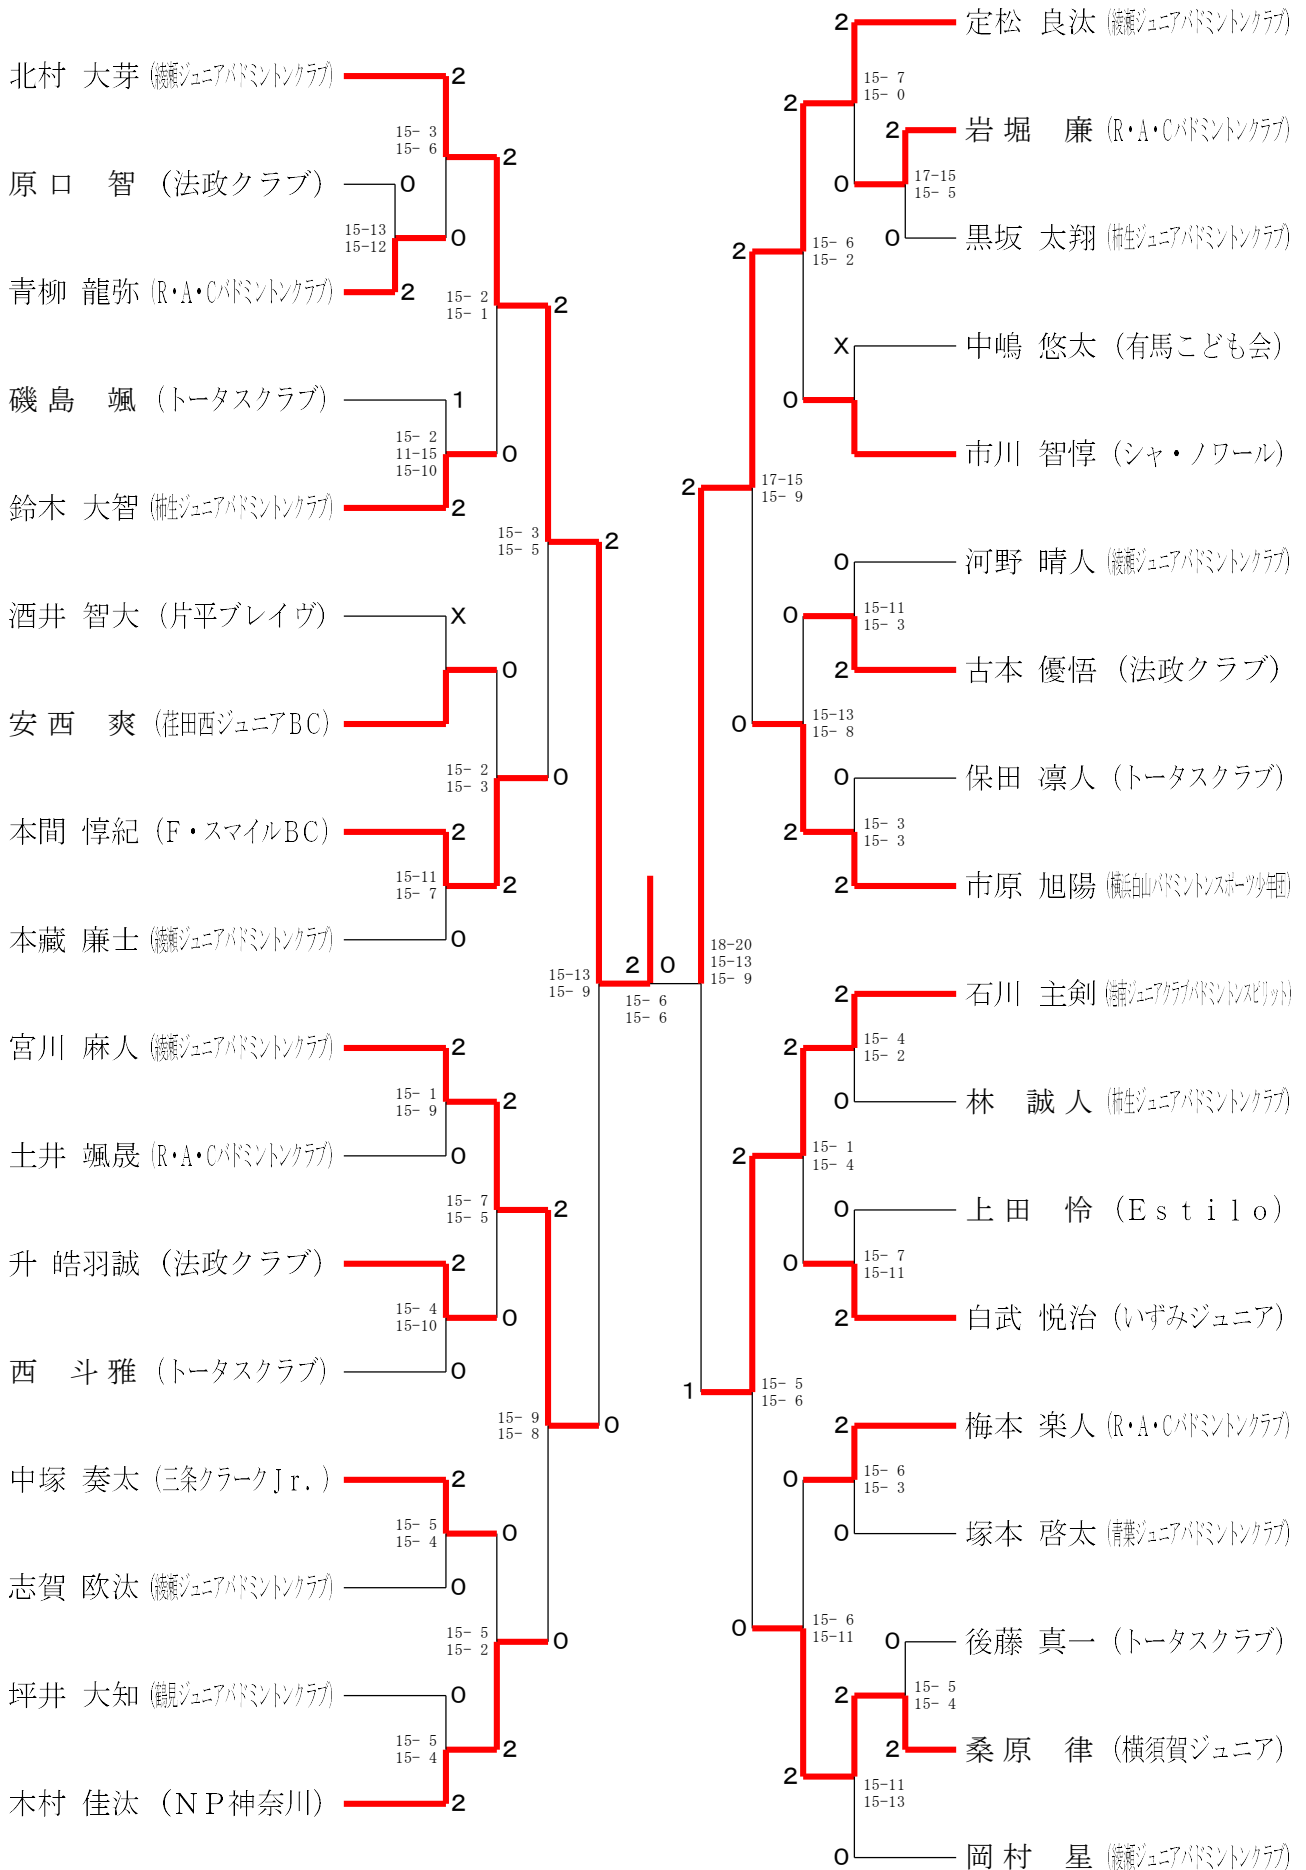 北村 大芽 (綾瀬ジュニアバドミントンクラブ) 2
15- 3
15- 6
2
原口 智 (法政クラブ) 0
15-13
15-12
0
青柳 龍弥 (R・A・Cバドミントンクラブ) 2
15- 2
15- 1
2
磯島 颯 (トータスクラブ) 1
15- 2
11-15
15-10
0
鈴木 大智 (柿生ジュニアバドミントンクラブ) 2
15- 3
15- 5
2
酒井 智大 (片平ブレイヴ) X
0
安西 爽 (荏田西ジュニアBC)
15- 2
15- 3
0
本間 惇紀 (F・スマイルBC) 2
15-11
15- 7
2
本藏 廉士 (綾瀬ジュニアバドミントンクラブ) 0
15-13
15- 9
宮川 麻人 (綾瀬ジュニアバドミントンクラブ) 2
15- 1
15- 9
2
土井 颯晟 (R・A・Cバドミントンクラブ) 0
15- 7
15- 5
2
升 皓羽誠 (法政クラブ) 2
15- 4
15-10
0
西 斗雅 (トータスクラブ) 0
15- 9
15- 8
0
中塚 奏太 (三条クラークJr.) 2
15- 5
15- 4
0
志賀 欧汰 (綾瀬ジュニアバドミントンクラブ) 0
15- 5
15- 2
0
坪井 大知 (鶴見ジュニアバドミントンクラブ) 0
15- 5
15- 4
2
木村 佳汰 (NP神奈川) 2
2 0
15- 6
15- 6
2 定松 良汰 (綾瀬ジュニアバドミントンクラブ)
2
15- 7
15- 0
2 岩堀 廉 (R・A・Cバドミントンクラブ)
0
17-15
15- 5
0 黒坂 太翔 (柿生ジュニアバドミントンクラブ)
2
15- 6
15- 2
X 中嶋 悠太 (有馬こども会)
0
市川 智惇 (シャ・ノワール)
2
17-15
15- 9
0 河野 晴人 (綾瀬ジュニアバドミントンクラブ)
0
15-11
15- 3
2 古本 優悟 (法政クラブ)
0
15-13
15- 8
0 保田 凛人 (トータスクラブ)
2
15- 3
15- 3
2 市原 旭陽 (横浜白山バドミントンスポーツ少年団)
18-20
15-13
15- 9
2 石川 主剣 (港南ジュニアクラブバドミントンスピリット)
2
15- 4
15- 2
0 林 誠人 (柿生ジュニアバドミントンクラブ)
2
15- 1
15- 4
0 上田 怜 (Estilo)
0
15- 7
15-11
2 白武 悦治 (いずみジュニア)
1
15- 5
15- 6
2 梅本 楽人 (R・A・Cバドミントンクラブ)
0
15- 6
15- 3
0 塚本 啓太 (青葉ジュニアバドミントンクラブ)
0
15- 6
15-11
0 後藤 真一 (トータスクラブ)
2
15- 5
15- 4
2 桑原 律 (横須賀ジュニア)
2
15-11
15-13
0 岡村 星 (綾瀬ジュニアバドミントンクラブ)